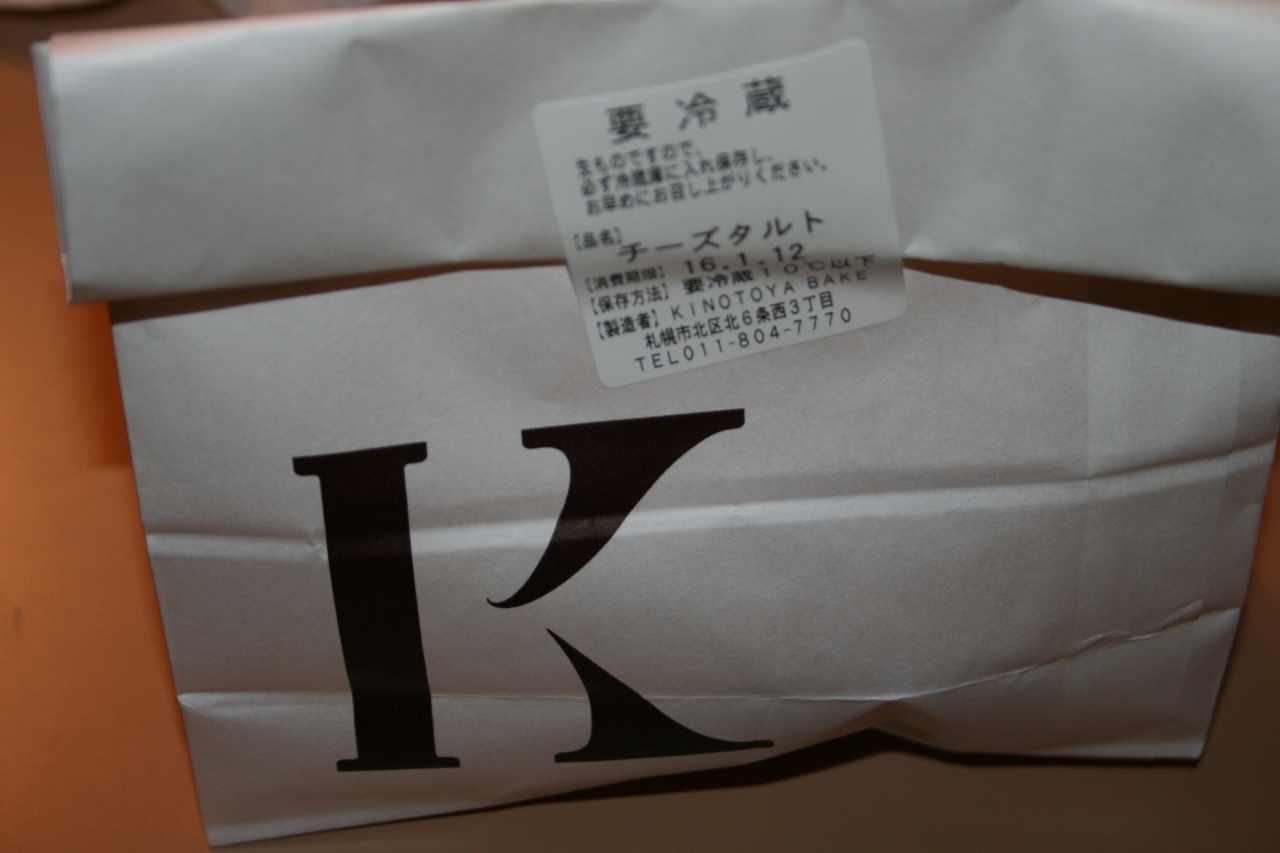 要冷蔵
生ものですので、
必ず冷蔵庫に入れ保存し、
お早めにお召し上がりください。
【品名】チーズタルト
【消費期限】 16.1.12
【保存方法】要冷蔵10℃以下
【製造者】KINOTOYA BAKE
札幌市北区北6条西3丁目
TEL011-804-7770
K